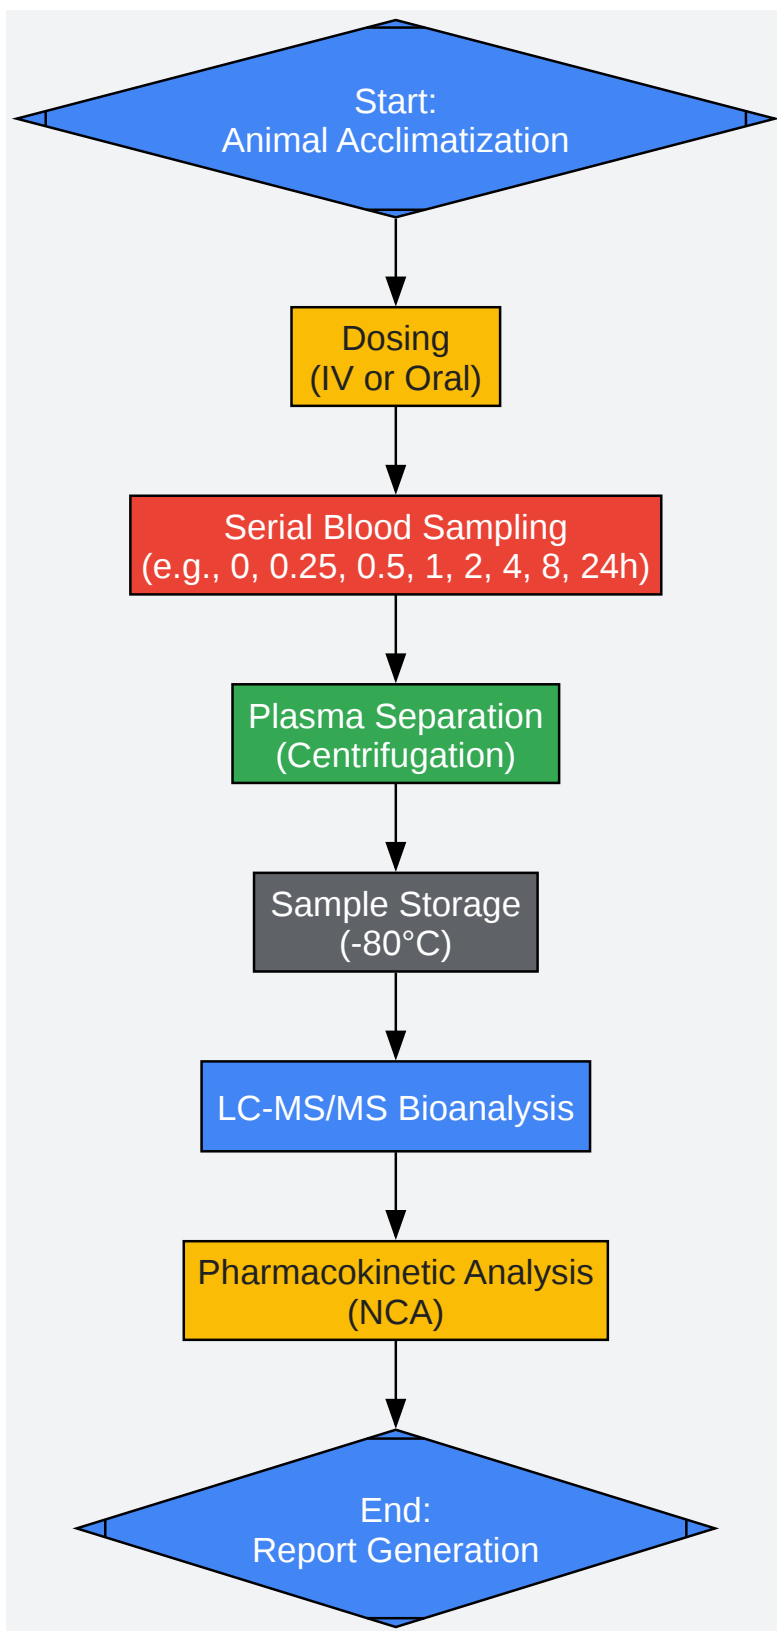 Start:
Animal Acclimatization
Dosing
(IV or Oral)
Serial Blood Sampling
(e.g., 0, 0.25, 0.5, 1, 2, 4, 8, 24h)
Plasma Separation
(Centrifugation)
Sample Storage
(-80°C)
LC-MS/MS Bioanalysis
Pharmacokinetic Analysis
(NCA)
End:
Report Generation